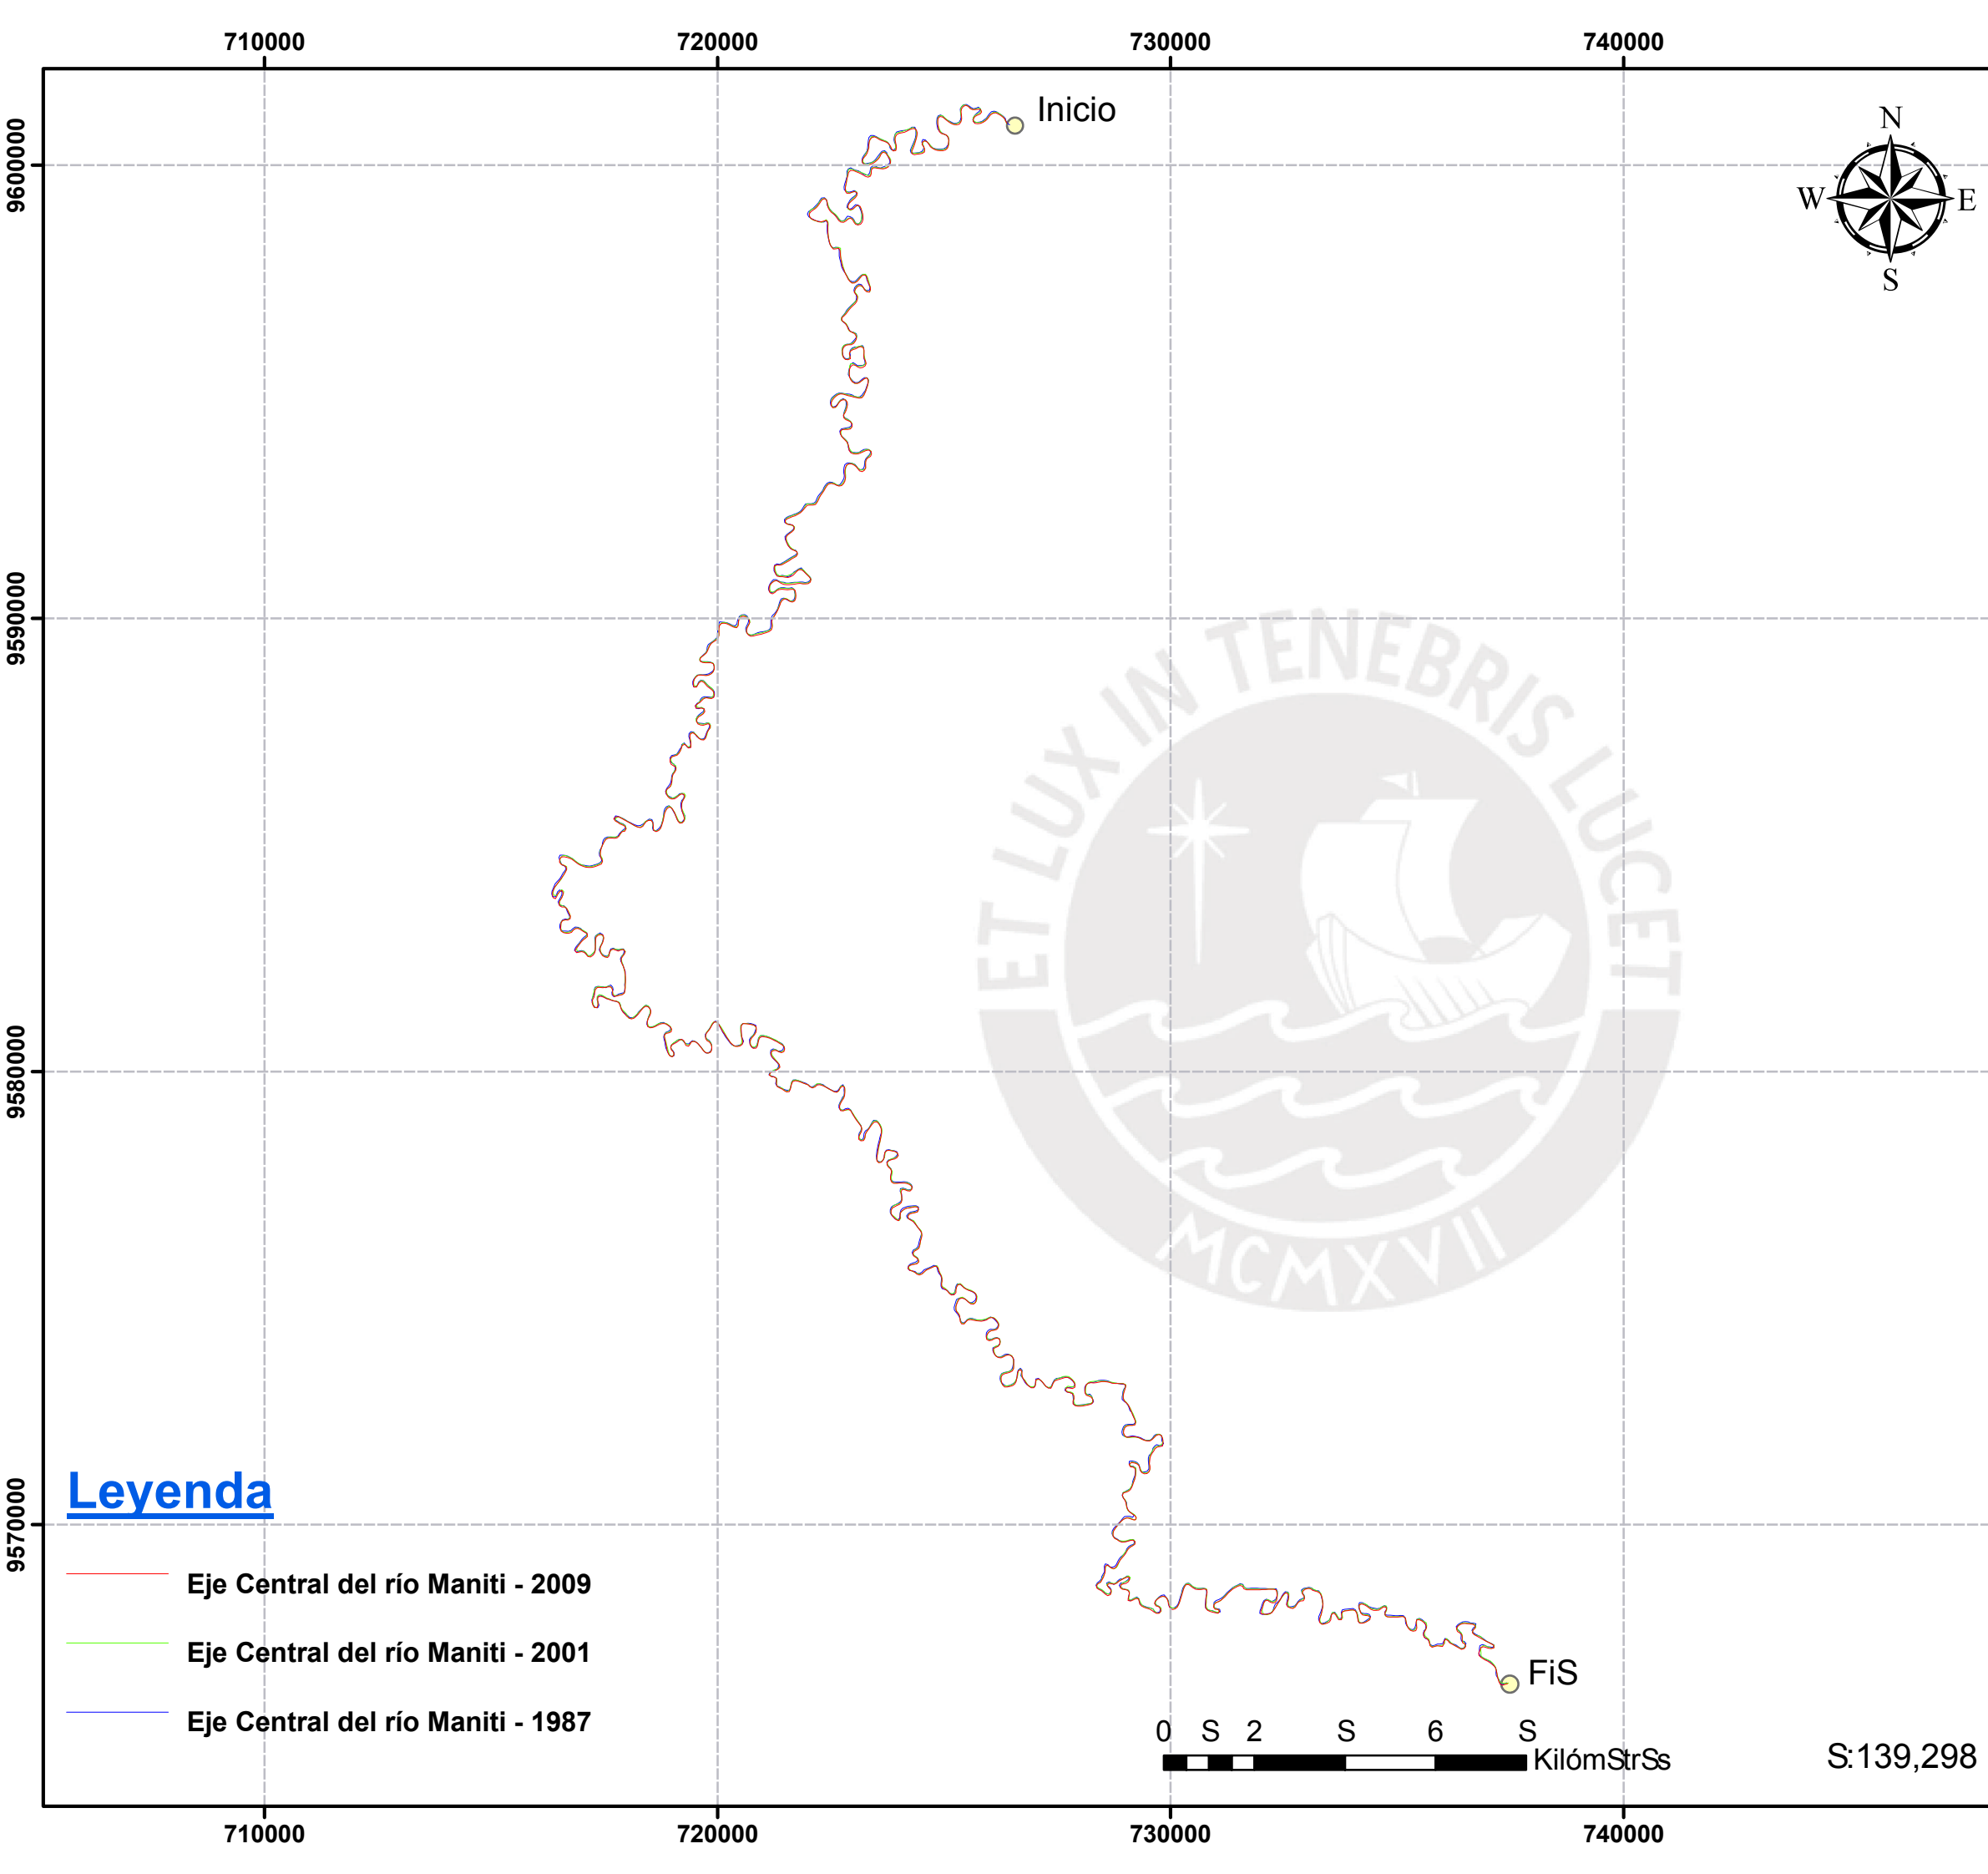 710000 720000 730000 740000
Inicio
N
W E
S
9600000
9590000
9580000
9570000
ET LUX IN TENEBRIS LUCET
MCMXVII
Leyenda
Eje Central del río Maniti - 2009
Eje Central del río Maniti - 2001
Eje Central del río Maniti - 1987
FiS
0 S 2 S 6 S
KilómStrSs
S:139,298
710000 720000 730000 740000